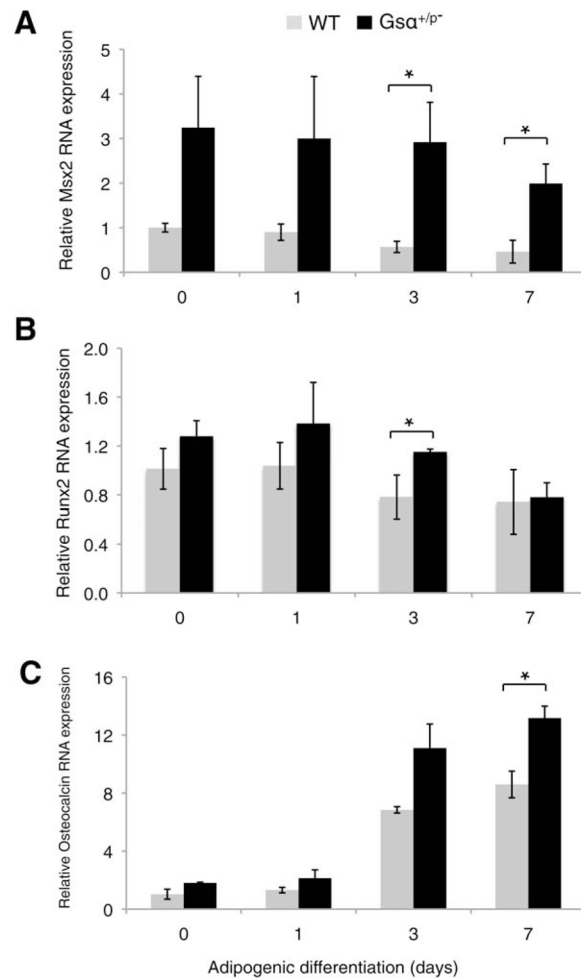 A
WT Gsα+/p-
Relative Msx2 RNA expression
5
4
3
2
1
0
0 1 3 7
*
*
B
Relative Runx2 RNA expression
2.0
1.6
1.2
0.8
0.4
0.0
0 1 3 7
*
C
Relative Osteocalcin RNA expression
16
12
8
4
0
0 1 3 7
*
Adipogenic differentiation (days)